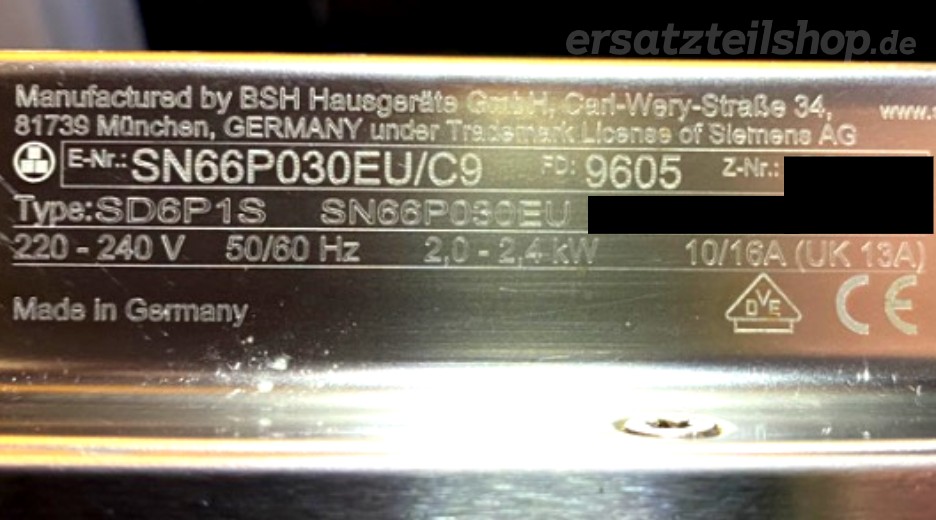 ersatzteilshop.de
Manufactured by BSH Hausgeräte GmbH, Carl-Wery-Straße 34,
81739 München, GERMANY under Trademark License of Siemens AG
E-Nr.: SN66P030EU/C9 FD: 9605 Z-Nr.:
Type: SD6P1S SN66P030EU
220 - 240 V 50/60 Hz 2,0 - 2,4 kW 10/16A (UK 13A)
Made in Germany
DVE CE